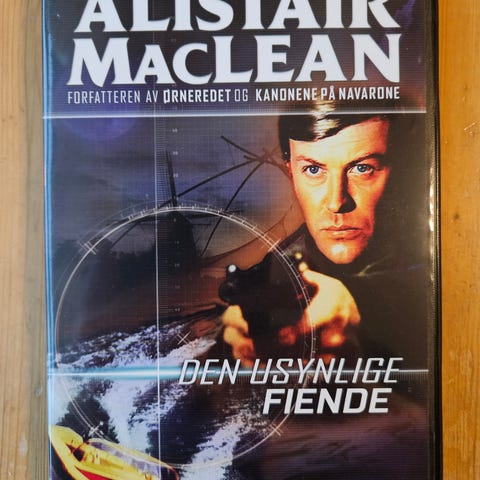 ALISTAIR
MACLEAN
FORFATTEREN AV ØRNEREDET OG KANONENE PÅ NAVARONE
DEN USYNLIGE
FIENDE